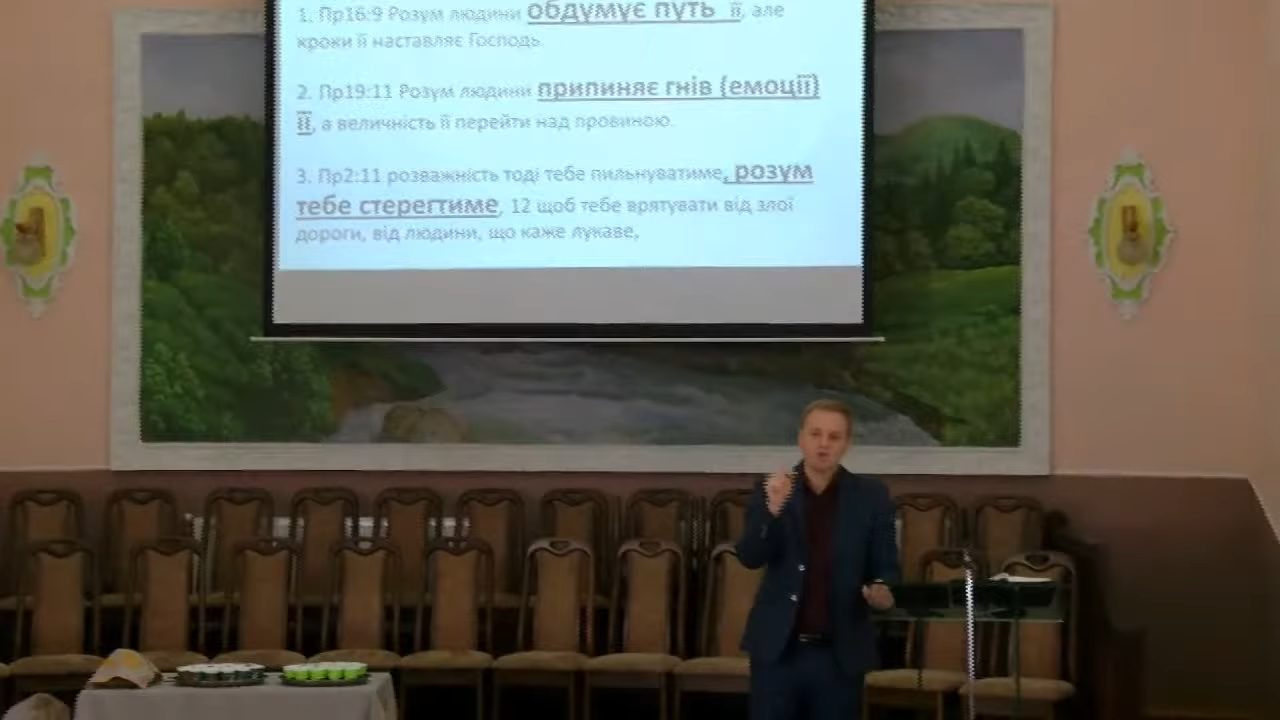 1. Пр16:9 Розум людини обдумує путь її, але
кроки її наставляє Господь.
2. Пр19:11 Розум людини припиняє гнів (емоції)
її, а величність її перейти над провиною.
3. Пр2:11 розважність тоді тебе пильнуватиме, розум
тебе стерегтиме, 12 щоб тебе врятувати від злої
дороги, від людини, що каже лукаве,